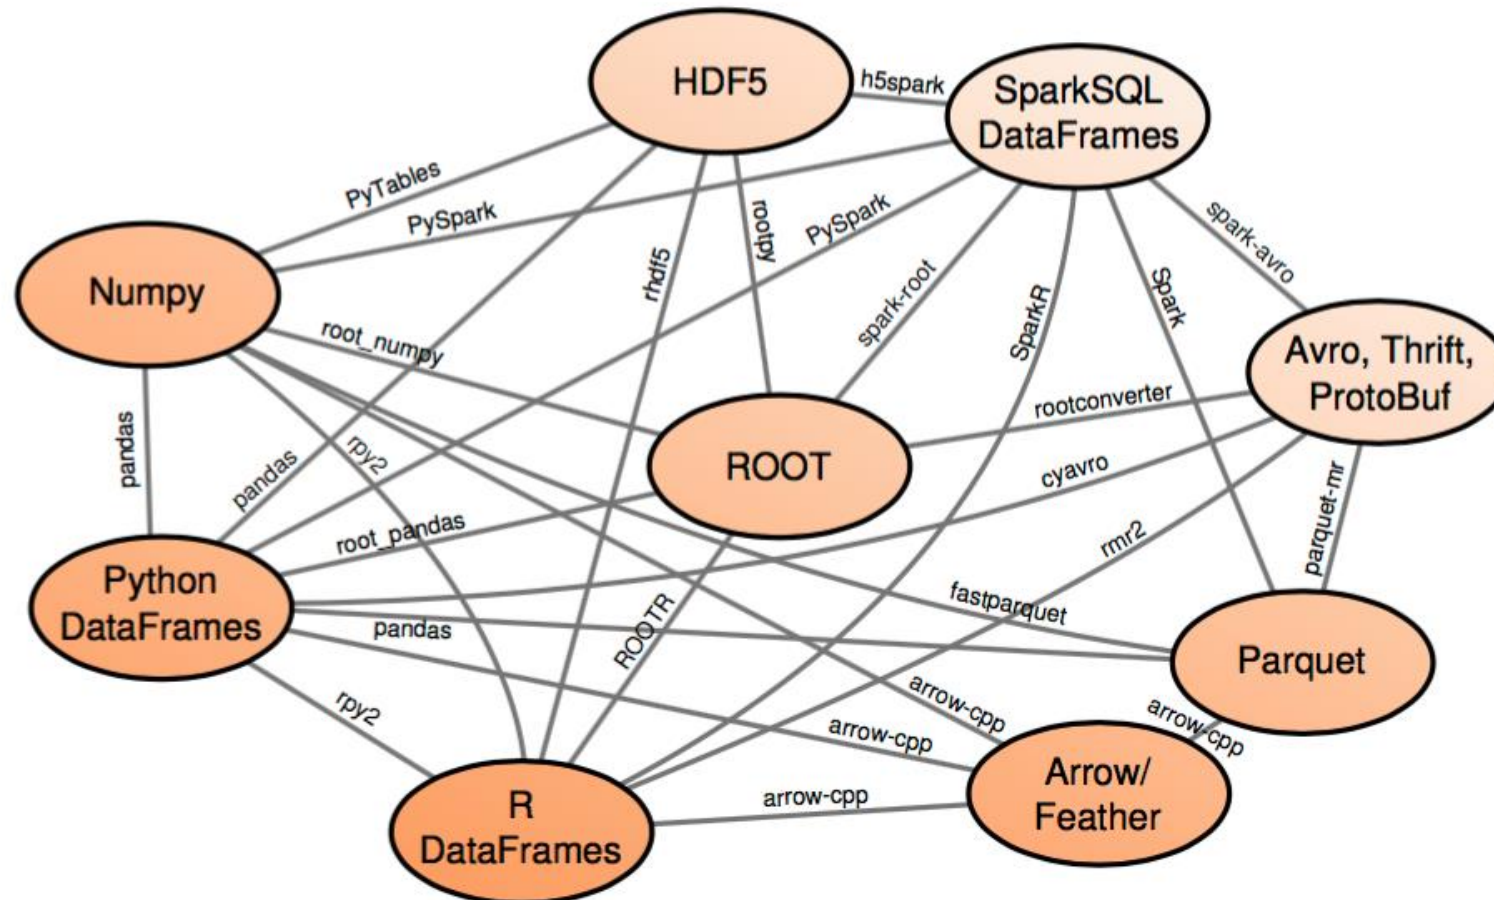 HDF5
h5spark
SparkSQL
DataFrames
PyTables
PySpark
PySpark
rootpy
rhdf5
spark-root
SparkR
Spark
spark-avro
Numpy
root_numpy
Avro, Thrift,
ProtoBuf
rootconverter
pandas
rpy2
pandas
ROOT
cyavro
parquet-mr
root_pandas
rmr2
Python
DataFrames
fastparquet
pandas
ROOTR
Parquet
rpy2
arrow-cpp
arrow-cpp
arrow-cpp
arrow-cpp
Arrow/
Feather
R
DataFrames